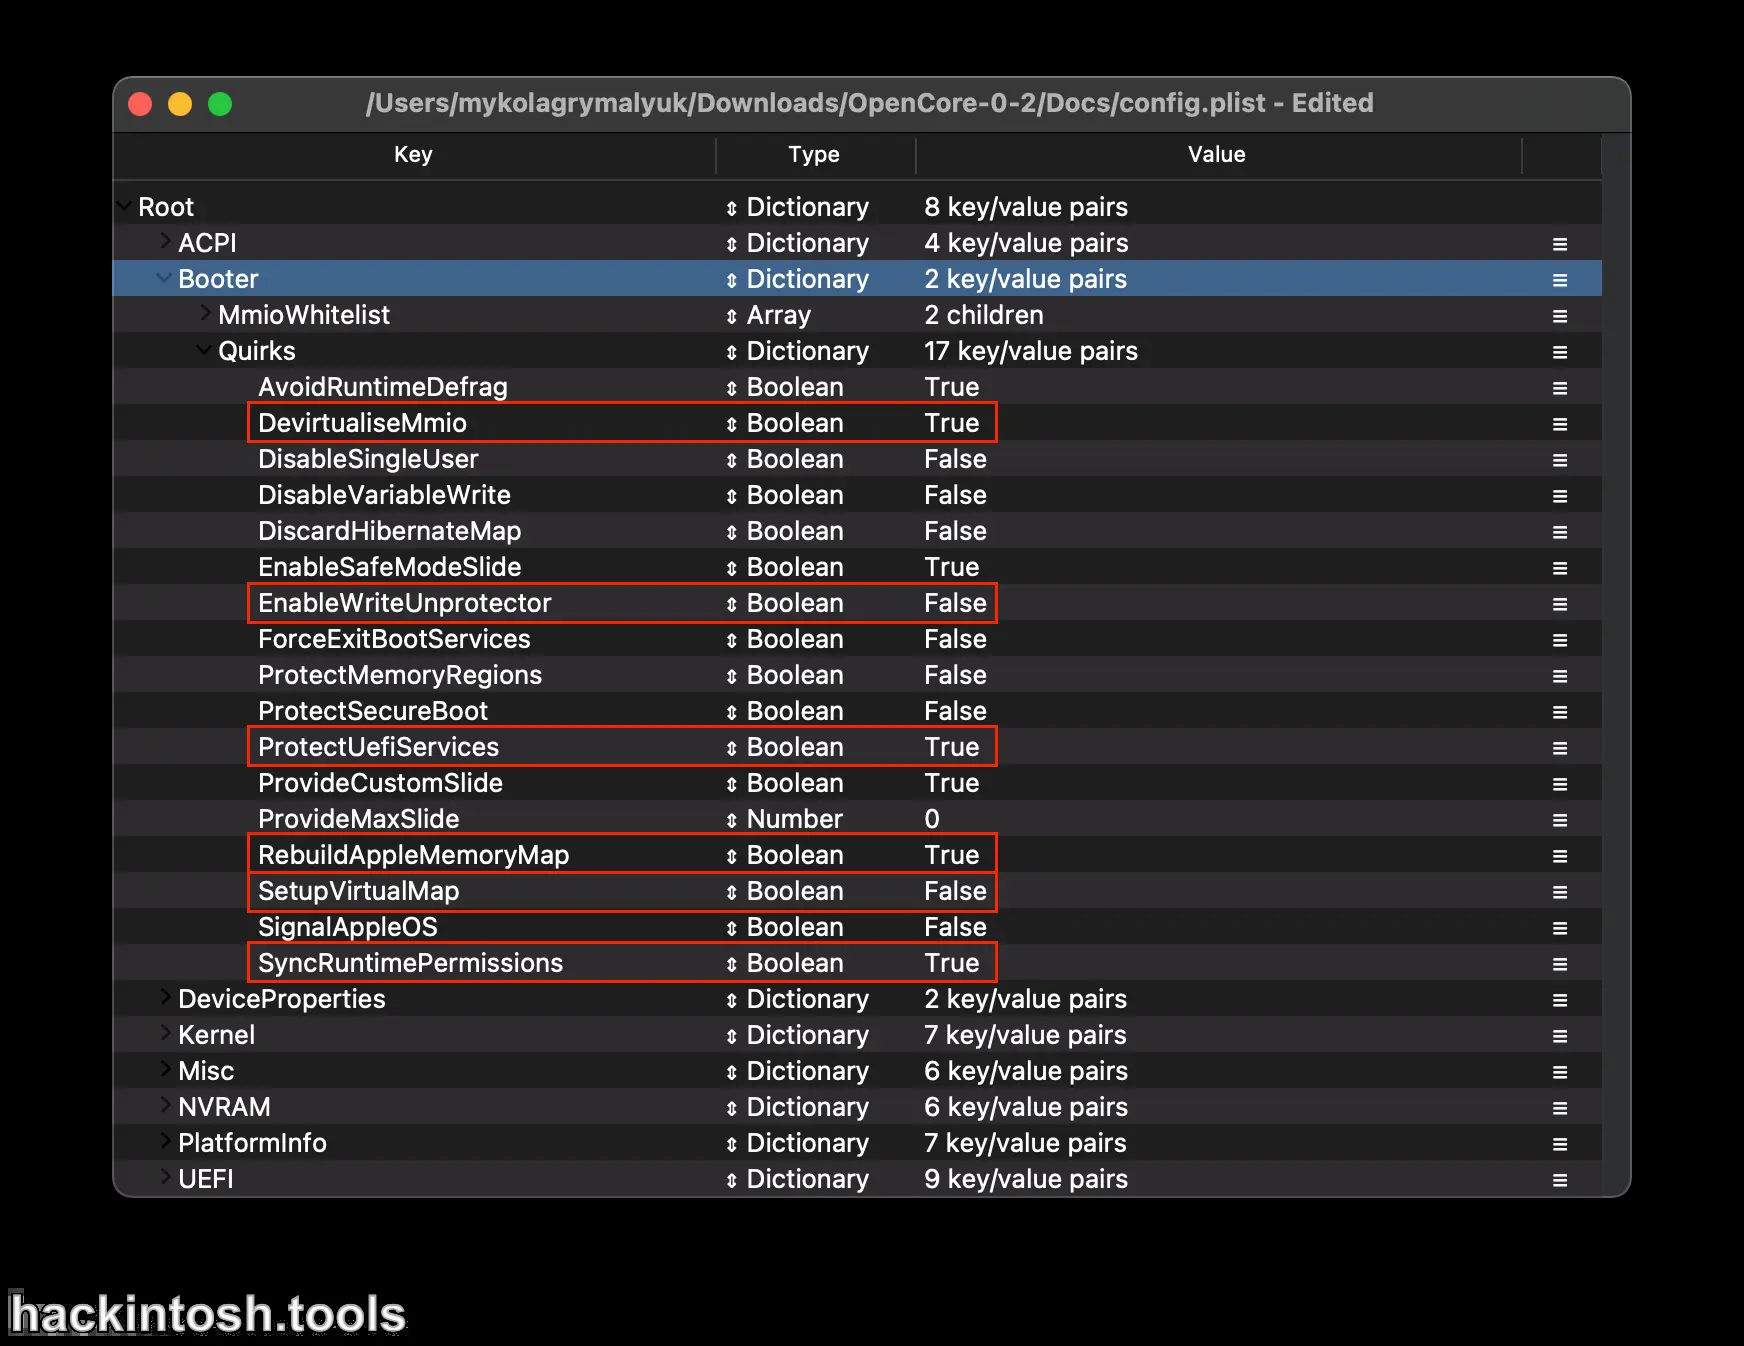 /Users/mykolagrymalyuk/Downloads/OpenCore-0-2/Docs/config.plist - Edited
Key Type Value
Root Dictionary 8 key/value pairs
ACPI Dictionary 4 key/value pairs
Booter Dictionary 2 key/value pairs
MmioWhitelist Array 2 children
Quirks Dictionary 17 key/value pairs
AvoidRuntimeDefrag Boolean True
DevirtualiseMmio Boolean True
DisableSingleUser Boolean False
DisableVariableWrite Boolean False
DiscardHibernateMap Boolean False
EnableSafeModeSlide Boolean True
EnableWriteUnprotector Boolean False
ForceExitBootServices Boolean False
ProtectMemoryRegions Boolean False
ProtectSecureBoot Boolean False
ProtectUefiServices Boolean True
ProvideCustomSlide Boolean True
ProvideMaxSlide Number 0
RebuildAppleMemoryMap Boolean True
SetupVirtualMap Boolean False
SignalAppleOS Boolean False
SyncRuntimePermissions Boolean True
DeviceProperties Dictionary 2 key/value pairs
Kernel Dictionary 7 key/value pairs
Misc Dictionary 6 key/value pairs
NVRAM Dictionary 6 key/value pairs
PlatformInfo Dictionary 7 key/value pairs
UEFI Dictionary 9 key/value pairs
hackintosh.tools